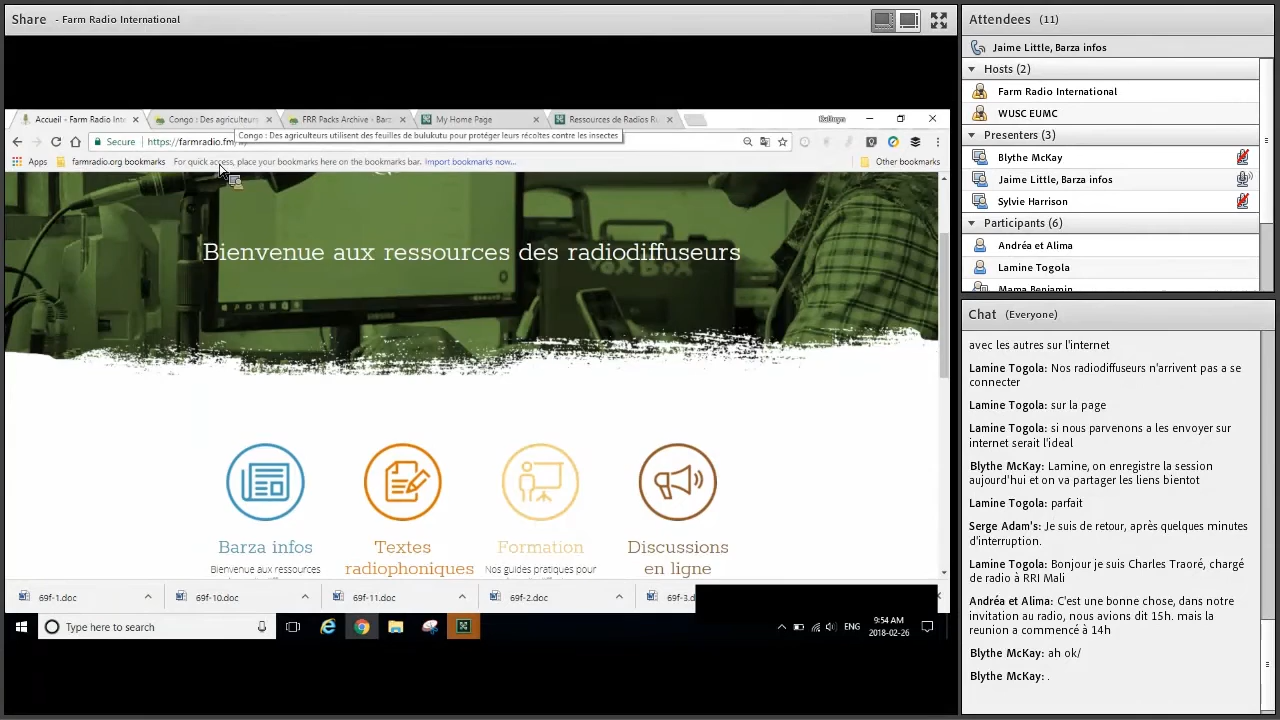 Share - Farm Radio International
Accueil - Farm Radio Inte
Congo : Des agriculteurs
FRR Packs Archive - Barz
My Home Page
Ressources de Radios Ru
Secure
https://farmradio.fm/
Congo : Des agriculteurs utilisent des feuilles de bulukutu pour protéger leurs récoltes contre les insectes
Apps
farmradio.org bookmarks
For quick access, place your bookmarks here on the bookmarks bar. Import bookmarks now...
Other bookmarks
VOX BOX
Bienvenue aux ressources des radiodiffuseurs
SAMSUNG
Barza infos
Bienvenue aux ressources
Textes
radiophoniques
Formation
Nos guides pratiques pour
Discussions
en ligne
69f-1.doc
69f-10.doc
69f-11.doc
69f-2.doc
69f-3.d
Type here to search
ENG
9:54 AM
2018-02-26
Attendees (11)
Jaime Little, Barza infos
Hosts (2)
Farm Radio International
WUSC EUMC
Presenters (3)
Blythe McKay
Jaime Little, Barza infos
Sylvie Harrison
Participants (6)
Andréa et Alima
Lamine Togola
Mama Benjamin
Chat (Everyone)
avec les autres sur l'internet
Lamine Togola: Nos radiodiffuseurs n'arrivent pas a se
connecter
Lamine Togola: sur la page
Lamine Togola: si nous parvenons a les envoyer sur
internet serait l'ideal
Blythe McKay: Lamine, on enregistre la session
aujourd'hui et on va partager les liens bientot
Lamine Togola: parfait
Serge Adam's: Je suis de retour, après quelques minutes
d'interruption.
Lamine Togola: Bonjour je suis Charles Traoré, chargé
de radio à RRI Mali
Andréa et Alima: C'est une bonne chose, dans notre
invitation au radio, nous avions dit 15h. mais la
reunion a commencé à 14h
Blythe McKay: ah ok/
Blythe McKay: .